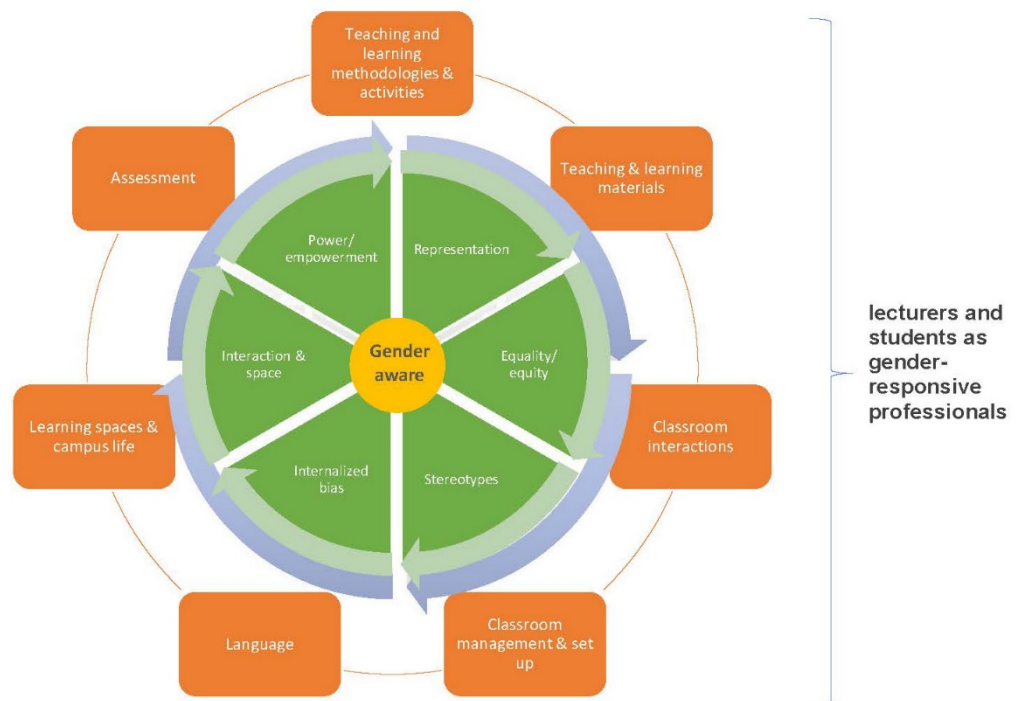 Teaching and
learning
methodologies &
activities
Assessment
Teaching & learning
materials
Power/
empowerment
Representation
Interaction &
space
Gender
aware
Equality/
equity
lecturers and
students as
gender-
responsive
professionals
Learning spaces &
campus life
Classroom
interactions
Internalized
bias
Stereotypes
Language
Classroom
management & set
up